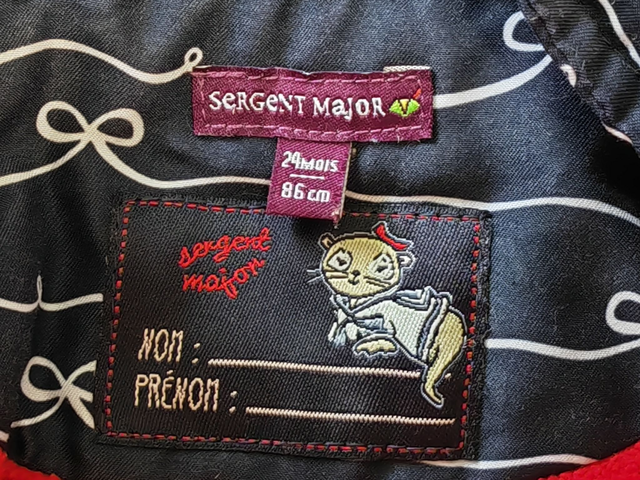 SeRGeNT MaJOR
24MOIS
86 cm
sergent
major
NOM :
PRÉNOM :